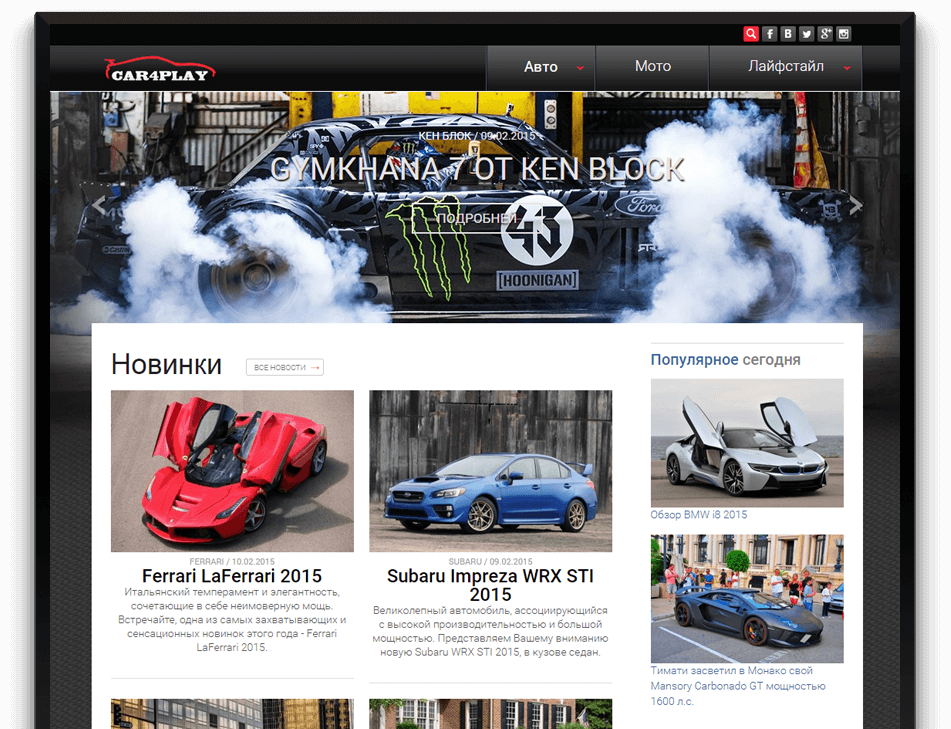 CAR4PLAY
Авто
Мото
Лайфстайл
КЕН БЛОК / 09.02.2015
GYMKHANA 7 ОТ KEN BLOCK
ПОДРОБНЕЙ
43
Ford
[HOONIGAN]
Новинки
ВСЕ НОВОСТИ →
Популярное сегодня
FERRARI / 10.02.2015
Ferrari LaFerrari 2015
Итальянский темперамент и элегантность,
сочетающие в себе неимоверную мощь.
Встречайте, одна из самых захватывающих и
сенсационных новинок этого года - Ferrari
LaFerrari 2015.
SUBARU / 09.02.2015
Subaru Impreza WRX STI
2015
Великолепный автомобиль, ассоциирующийся
с высокой производительностью и большой
мощностью. Представляем Вашему вниманию
новую Subaru WRX STI 2015, в кузове седан.
Обзор BMW i8 2015
Тимати засветил в Монако свой
Mansory Carbonado GT мощностью
1600 л.с.